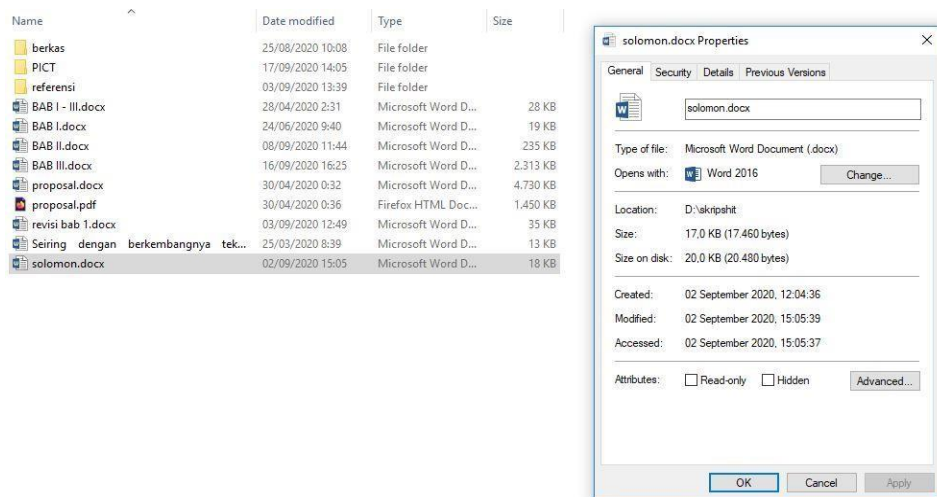 Name Date modified Type Size
berkas 25/08/2020 10:08 File folder
PICT 17/09/2020 14:05 File folder
referensi 03/09/2020 13:39 File folder
BAB I - III.docx 28/04/2020 2:31 Microsoft Word D... 28 KB
BAB I.docx 24/06/2020 9:40 Microsoft Word D... 19 KB
BAB II.docx 08/09/2020 11:44 Microsoft Word D... 235 KB
BAB III.docx 16/09/2020 16:25 Microsoft Word D... 2.313 KB
proposal.docx 30/04/2020 0:32 Microsoft Word D... 4.730 KB
proposal.pdf 30/04/2020 0:36 Firefox HTML Doc... 1.450 KB
revisi bab 1.docx 03/09/2020 12:49 Microsoft Word D... 35 KB
Seiring dengan berkembangnya tek... 25/03/2020 8:39 Microsoft Word D... 13 KB
solomon.docx 02/09/2020 15:05 Microsoft Word D... 18 KB
solomon.docx Properties
General Security Details Previous Versions
solomon.docx
Type of file: Microsoft Word Document (.docx)
Opens with: Word 2016 Change...
Location: D:\skripshit
Size: 17,0 KB (17.460 bytes)
Size on disk: 20,0 KB (20.480 bytes)
Created: 02 September 2020, 12:04:36
Modified: 02 September 2020, 15:05:39
Accessed: 02 September 2020, 15:05:37
Attributes: Read-only Hidden Advanced...
OK Cancel Apply